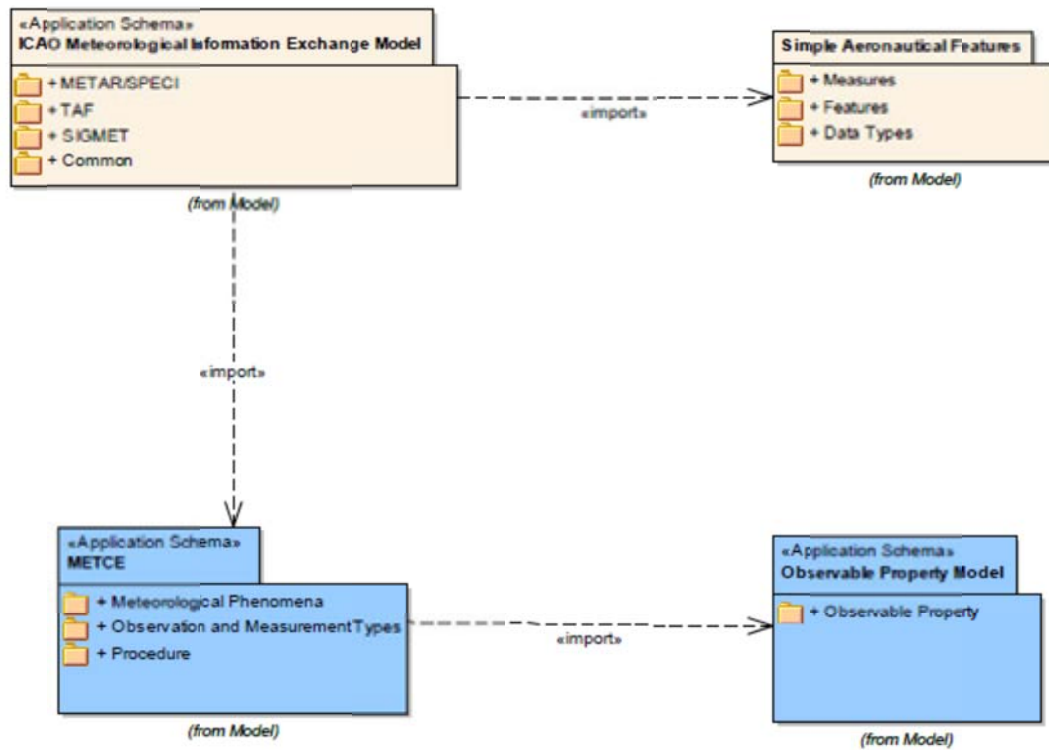 «Application Schema»
ICAO Meteorological Information Exchange Model
+ METAR/SPECI
+ TAF
+ SIGMET
+ Common
(from Model)
«import»
Simple Aeronautical Features
+ Measures
+ Features
+ Data Types
(from Model)
«import»
«Application Schema»
METCE
+ Meteorological Phenomena
+ Observation and Measurement Types
+ Procedure
(from Model)
«import»
«Application Schema»
Observable Property Model
+ Observable Property
(from Model)